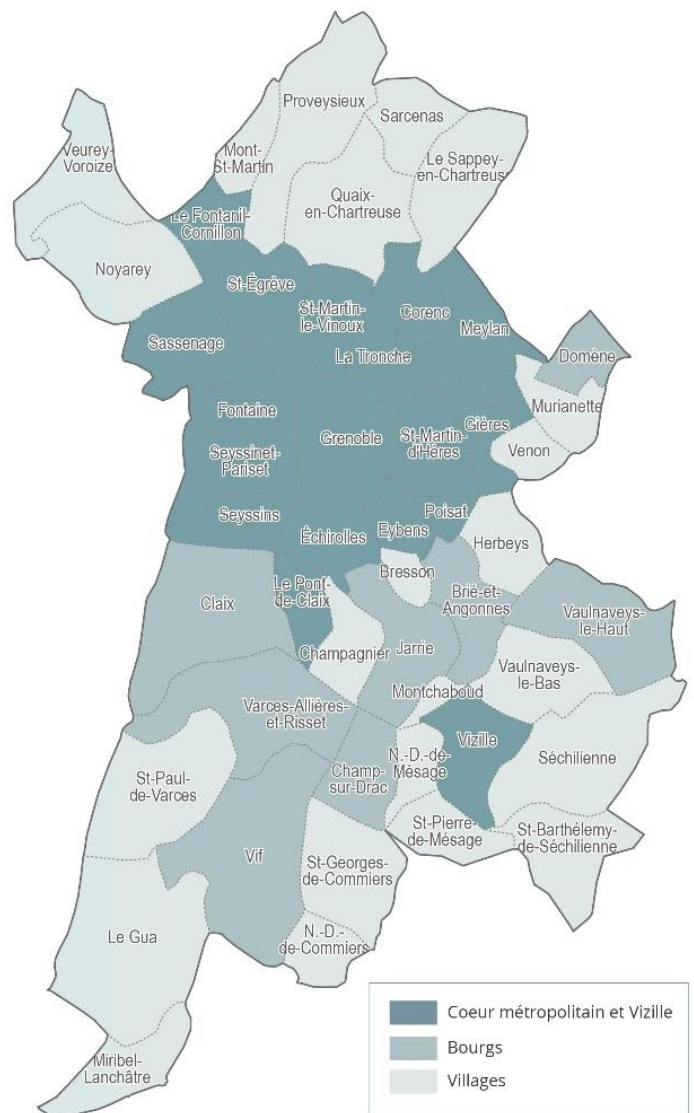 Proveysieux
Sarcenas
Veurey-
Voroize
Mont-
St-Martin
Le Sappey-
en-Chartreuse
Quaix-
en-Chartreuse
Le Fontanil-
Cornillon
Noyarey
St-Égrève
St-Martin-
le-Vinoux
Corenc
Meylan
Sassenage
La Tronche
Domène
Murianette
Fontaine
Gières
Grenoble
St-Martin-
d'Hères
Venon
Seyssinet-
Pariset
Seyssins
Poisat
Échirolles
Eybens
Herbeys
Bresson
Le Pont-
de-Claix
Claix
Brié-et-
Angonnes
Vaulnaveys-
le-Haut
Champagnier
Jarrie
Vaulnaveys-
le-Bas
Montchaboud
Varces-Allières-
et-Risset
Vizille
Séchilienne
N.-D.-de-
Mésage
St-Paul-
de-Varces
Champ-
sur-Drac
St-Pierre-
de-Mésage
St-Barthélemy-
de-Séchilienne
Vif
St-Georges-
de-Commiers
Le Gua
N.-D.-
de-Commiers
Miribel-
Lanchâtre
Coeur métropolitain et Vizille
Bourgs
Villages